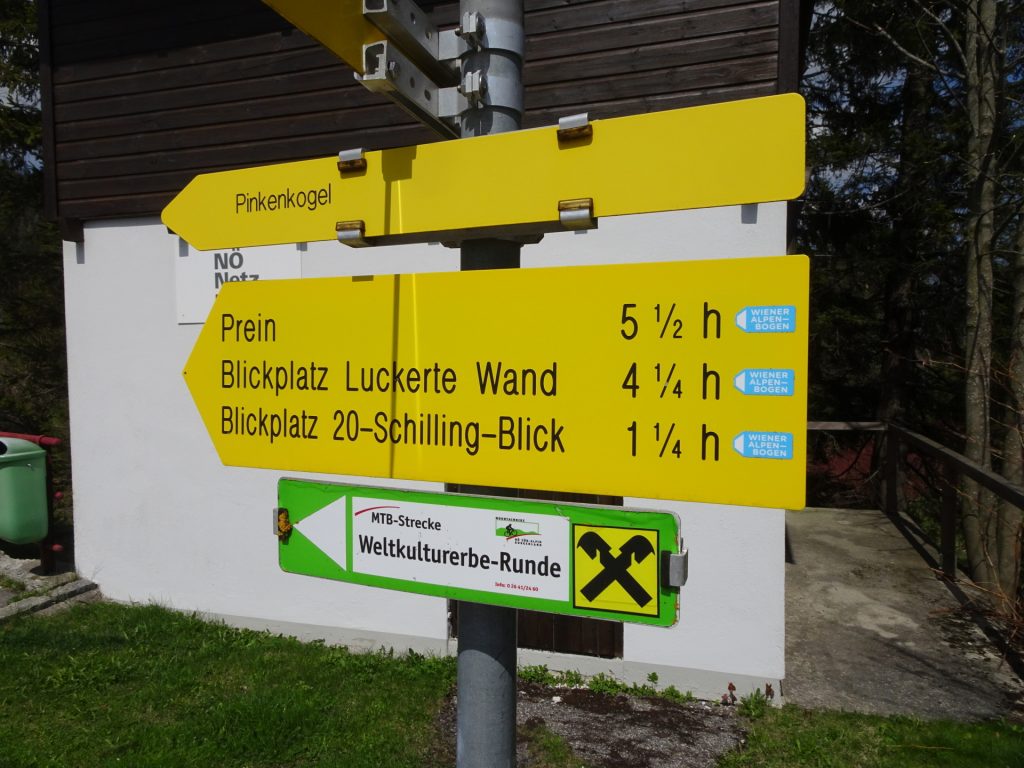 Pinkenkogel
NÖ
Netz
Prein 5 ½ h WIENER ALPEN– BOGEN
Blickplatz Luckerte Wand 4 ¼ h WIENER ALPEN– BOGEN
Blickplatz 20–Schilling–Blick 1 ¼ h WIENER ALPEN– BOGEN
MTB-Strecke
Weltkulturerbe-Runde